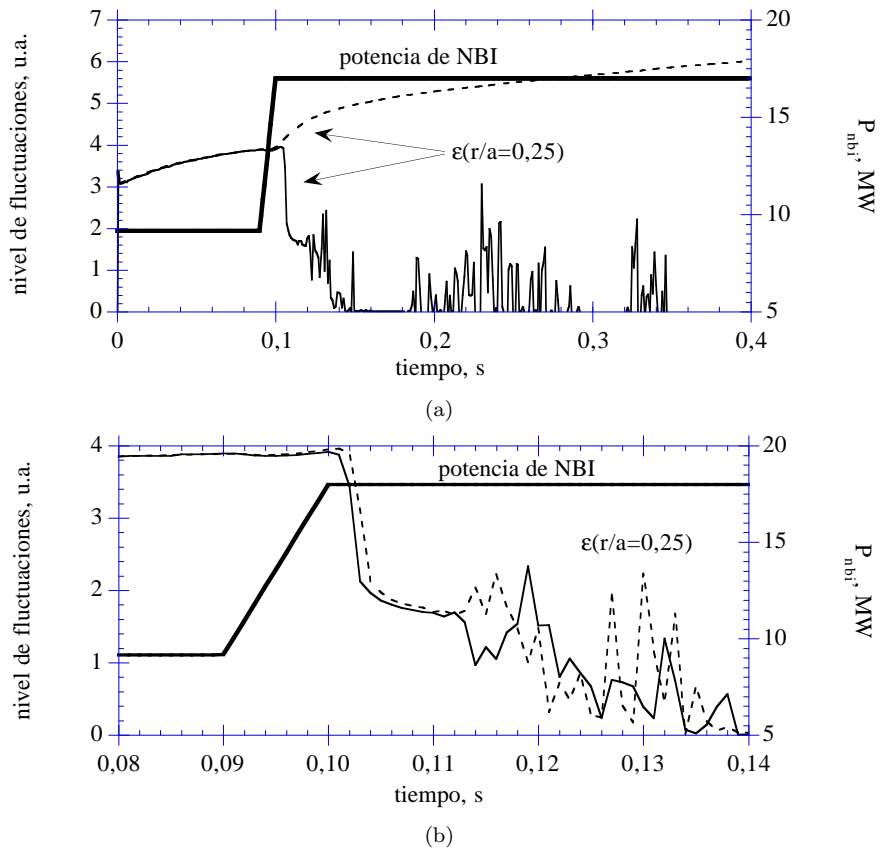 7
6
5
4
3
2
1
0
nivel de fluctuaciones, u.a.
potencia de NBI
ε(r/a=0,25)
20
15
10
5
P_nbi, MW
0 0,1 0,2 0,3 0,4
tiempo, s
(a)
4
3
2
1
0
nivel de fluctuaciones, u.a.
potencia de NBI
ε(r/a=0,25)
20
15
10
5
P_nbi, MW
0,08 0,09 0,10 0,11 0,12 0,13 0,14
tiempo, s
(b)